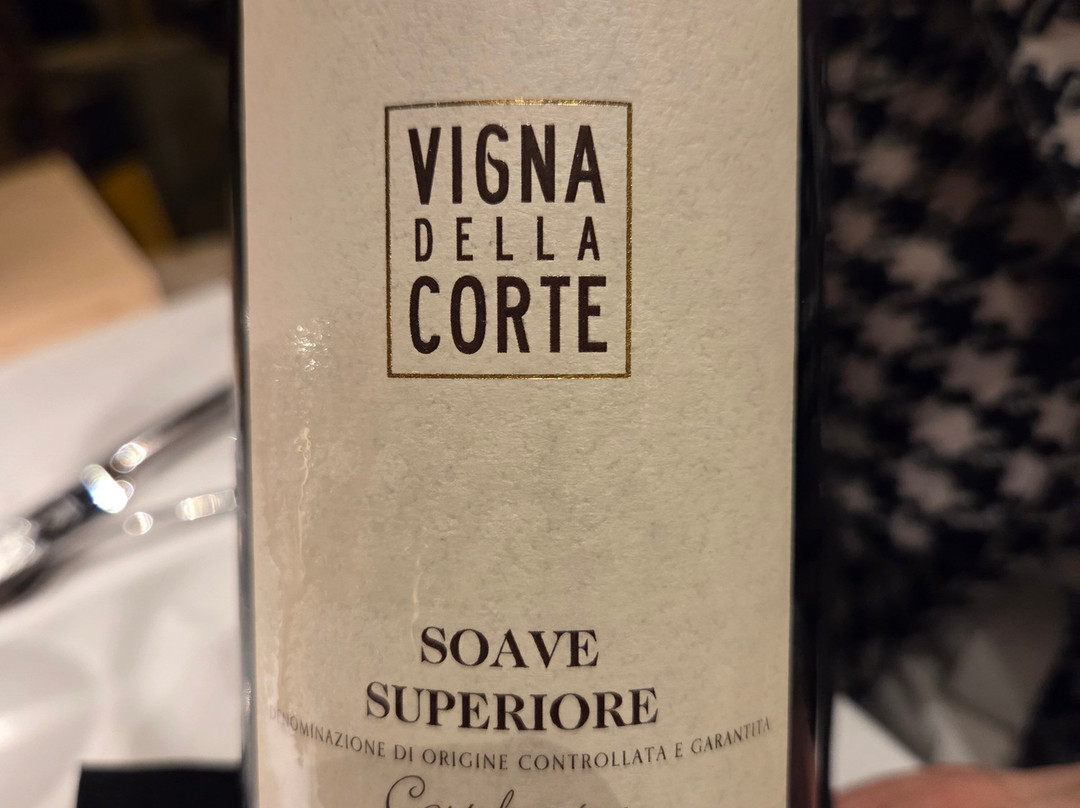 VIGNA
DELLA
CORTE
SOAVE
SUPERIORE
DENOMINAZIONE DI ORIGINE CONTROLLATA E GARANTITA